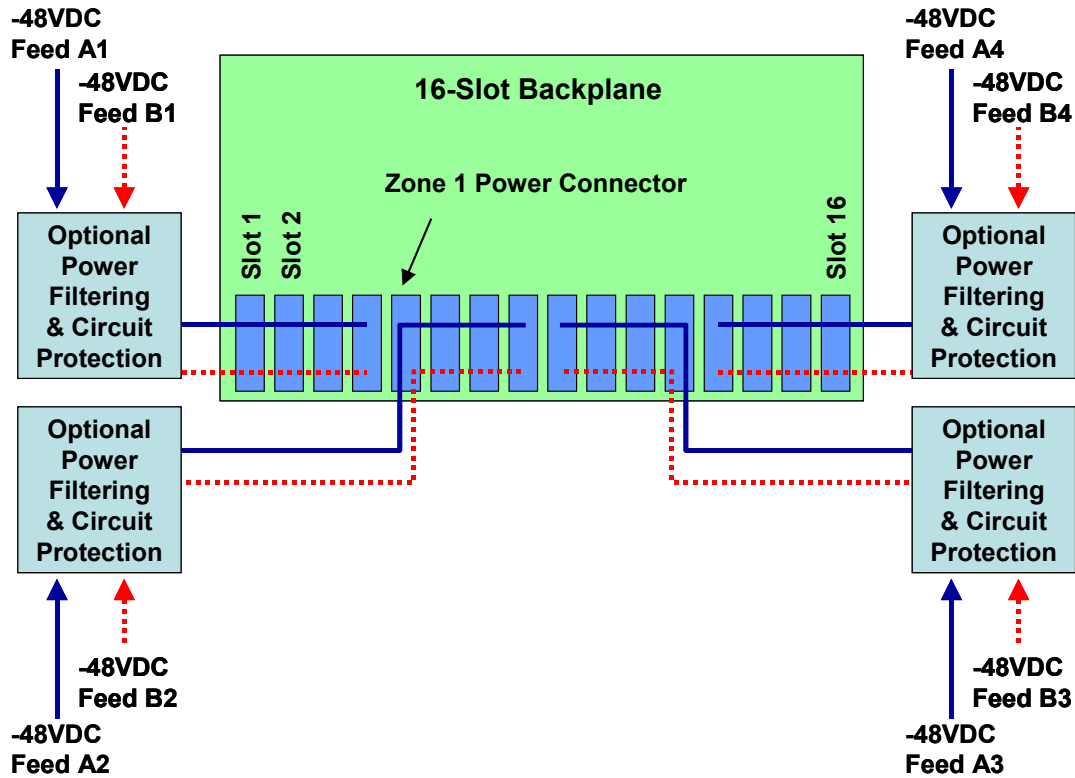 -48VDC
Feed A1
-48VDC
Feed B1
16-Slot Backplane
-48VDC
Feed A4
-48VDC
Feed B4
Zone 1 Power Connector
Optional
Power
Filtering
& Circuit
Protection
Slot 1
Slot 2
Slot 16
Optional
Power
Filtering
& Circuit
Protection
Optional
Power
Filtering
& Circuit
Protection
Optional
Power
Filtering
& Circuit
Protection
-48VDC
Feed B2
-48VDC
Feed A2
-48VDC
Feed B3
-48VDC
Feed A3